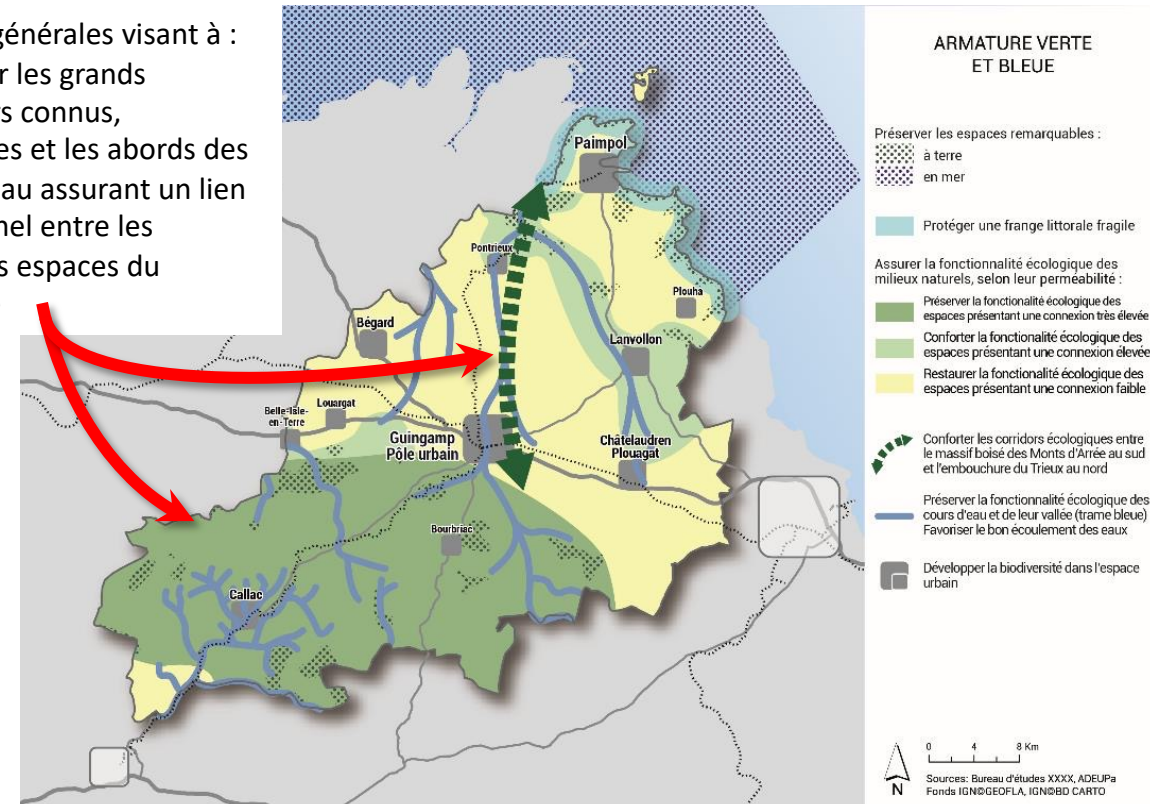 générales visant à :
r les grands
s connus,
es et les abords des
au assurant un lien
nel entre les
s espaces du
Paimpol
Pontrieux
Plouha
Bégard
Lanvollon
Louargat
Belle-Isle-
en-Terre
Guingamp
Pôle urbain
Châtelaudren
Plouagat
Bourbriac
Callac
ARMATURE VERTE
ET BLEUE
Préserver les espaces remarquables :
à terre
en mer
Protéger une frange littorale fragile
Assurer la fonctionnalité écologique des
milieux naturels, selon leur perméabilité :
Préserver la fonctionalité écologique des
espaces présentant une connexion très élevée
Conforter la fonctionalité écologique des
espaces présentant une connexion élevée
Restaurer la fonctionalité écologique des
espaces présentant une connexion faible
Conforter les corridors écologiques entre
le massif boisé des Monts d'Arrée au sud
et l'embouchure du Trieux au nord
Préserver la fonctionalité écologique des
cours d'eau et de leur vallée (trame bleue)
Favoriser le bon écoulement des eaux
Développer la biodiversité dans l'espace
urbain
0 4 8 Km
N
Sources: Bureau d'études XXXX, ADEUPa
Fonds IGN©GEOFLA, IGN©BD CARTO